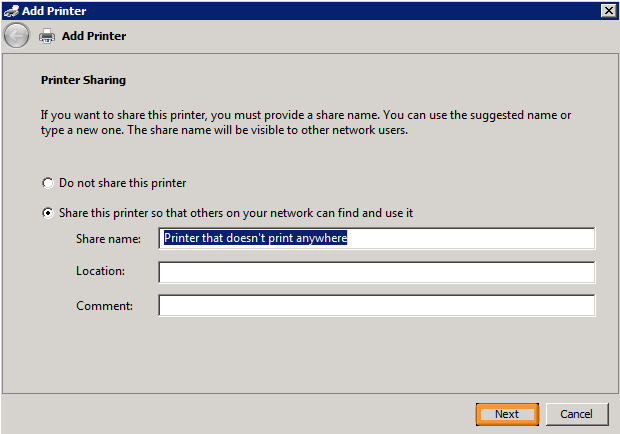 Add Printer
Add Printer
Printer Sharing
If you want to share this printer, you must provide a share name. You can use the suggested name or
type a new one. The share name will be visible to other network users.
Do not share this printer
Share this printer so that others on your network can find and use it
Share name: Printer that doesn't print anywhere
Location:
Comment:
Next Cancel